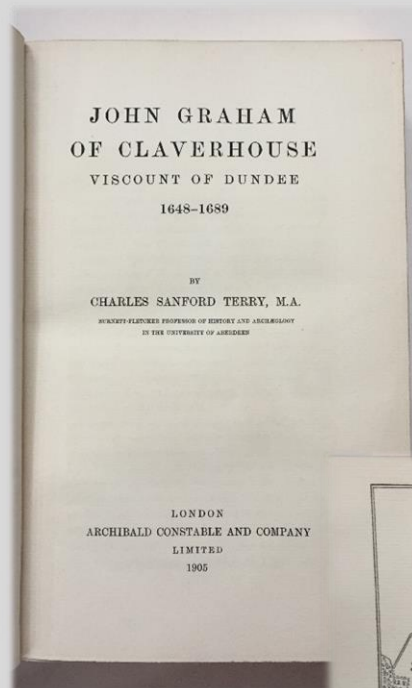 JOHN GRAHAM
OF CLAVERHOUSE
VISCOUNT OF DUNDEE
1648–1689
BY
CHARLES SANFORD TERRY, M.A.
BURNETT-FLETCHER PROFESSOR OF HISTORY AND ARCHÆOLOGY
IN THE UNIVERSITY OF ABERDEEN
LONDON
ARCHIBALD CONSTABLE AND COMPANY
LIMITED
1905